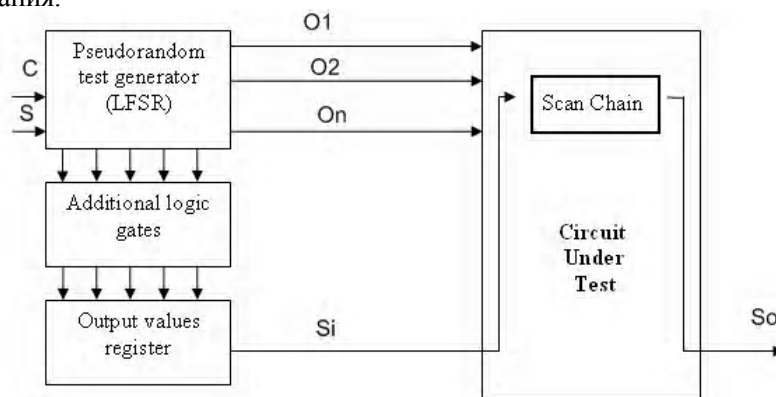 ания.
O1
Pseudorandom
test generator
(LFSR)
C
O2
S
On
Scan Chain
Additional logic
gates
Circuit
Under
Test
Output values
register
Si
So